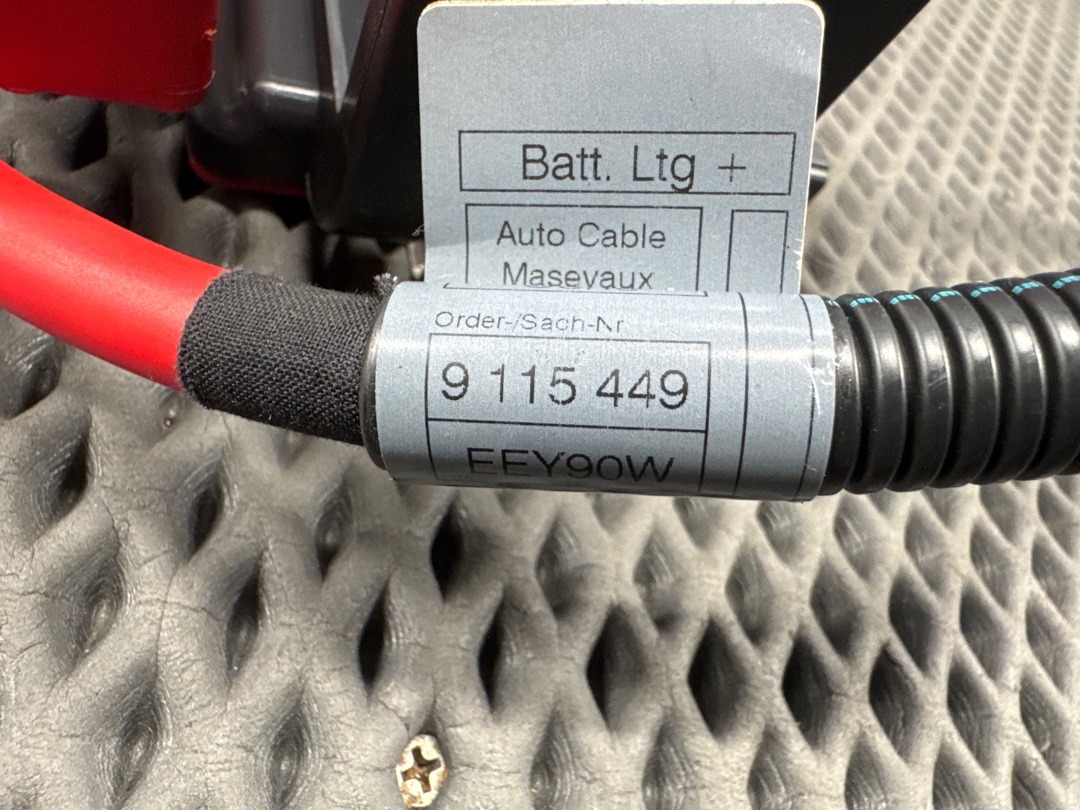 Batt. Ltg +
Auto Cable
Masevaux
Order-/Sach-Nr
9 115 449
EEY90W